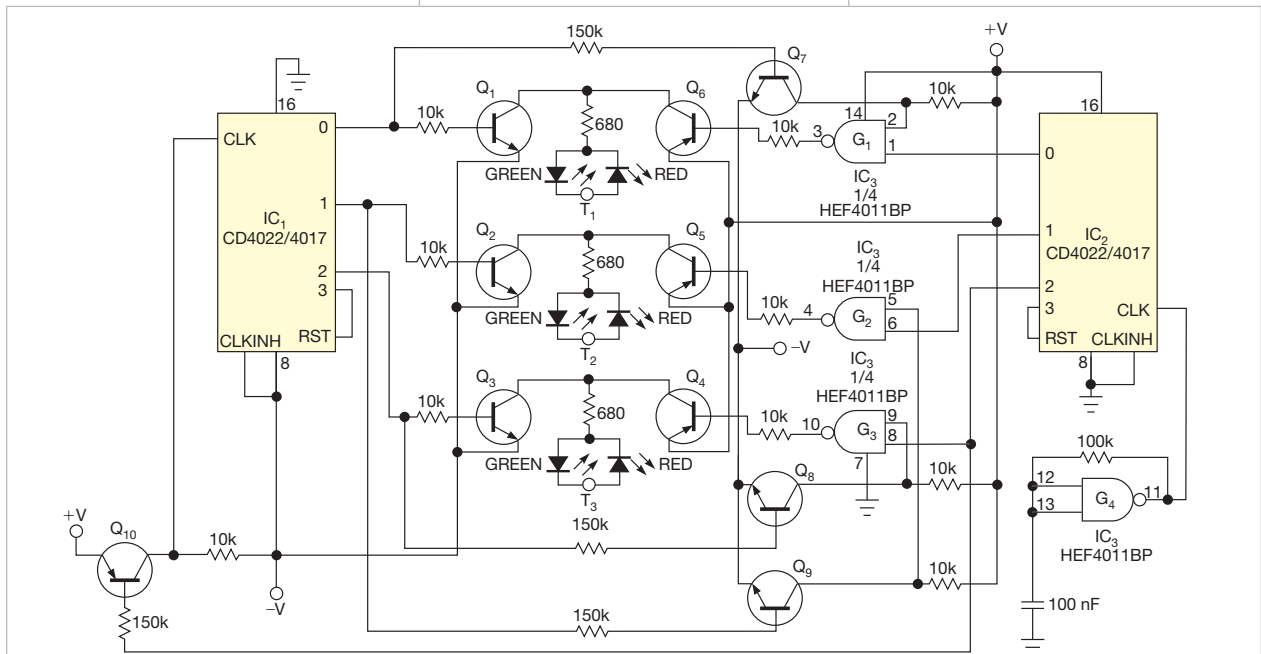 +V
150k
Q7
Q1
Q6
16
16
10k
680
10k
14
2
10k
0
3
G1
1
0
CLK
GREEN
RED
T1
IC3
1/4
HEF4011BP
1
IC1
CD4022/4017
Q2
Q5
10k
680
IC3
1/4
HEF4011BP
1
IC2
CD4022/4017
2
3
RST
10k
4
G2
5
6
2
3
RST
CLK
GREEN
RED
T2
CLKINH
8
–V
IC3
1/4
HEF4011BP
CLKINH
8
Q3
Q4
10k
680
10k
10
G3
9
8
7
100k
GREEN
RED
T3
Q8
10k
12
13
G4
11
IC3
HEF4011BP
+V
Q10
10k
150k
Q9
10k
–V
150k
150k
100 nF